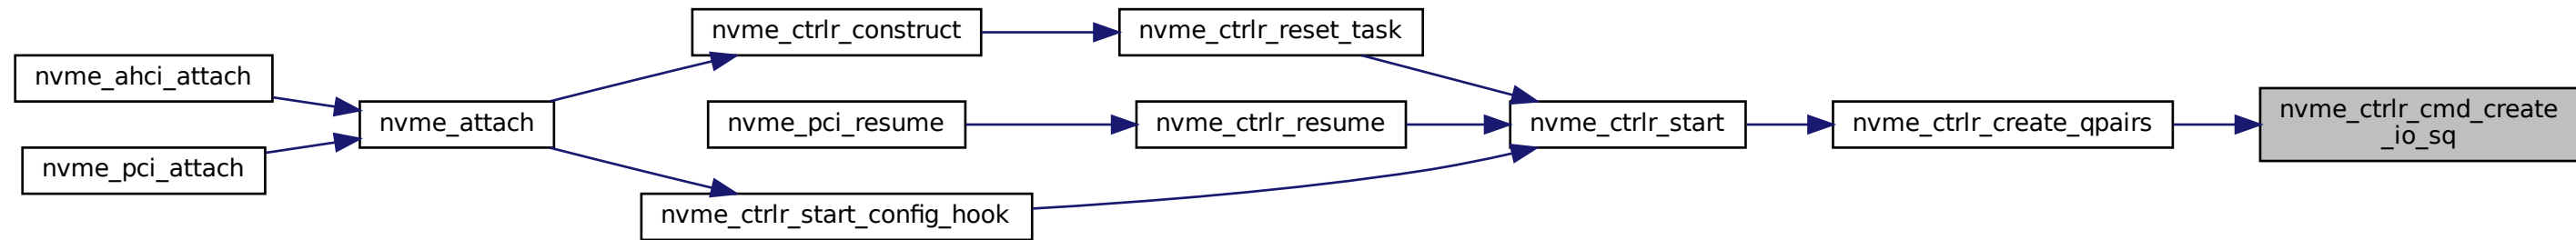 nvme_ahci_attach
nvme_pci_attach
nvme_attach
nvme_ctrlr_construct
nvme_pci_resume
nvme_ctrlr_start_config_hook
nvme_ctrlr_reset_task
nvme_ctrlr_resume
nvme_ctrlr_start
nvme_ctrlr_create_qpairs
nvme_ctrlr_cmd_create
_io_sq